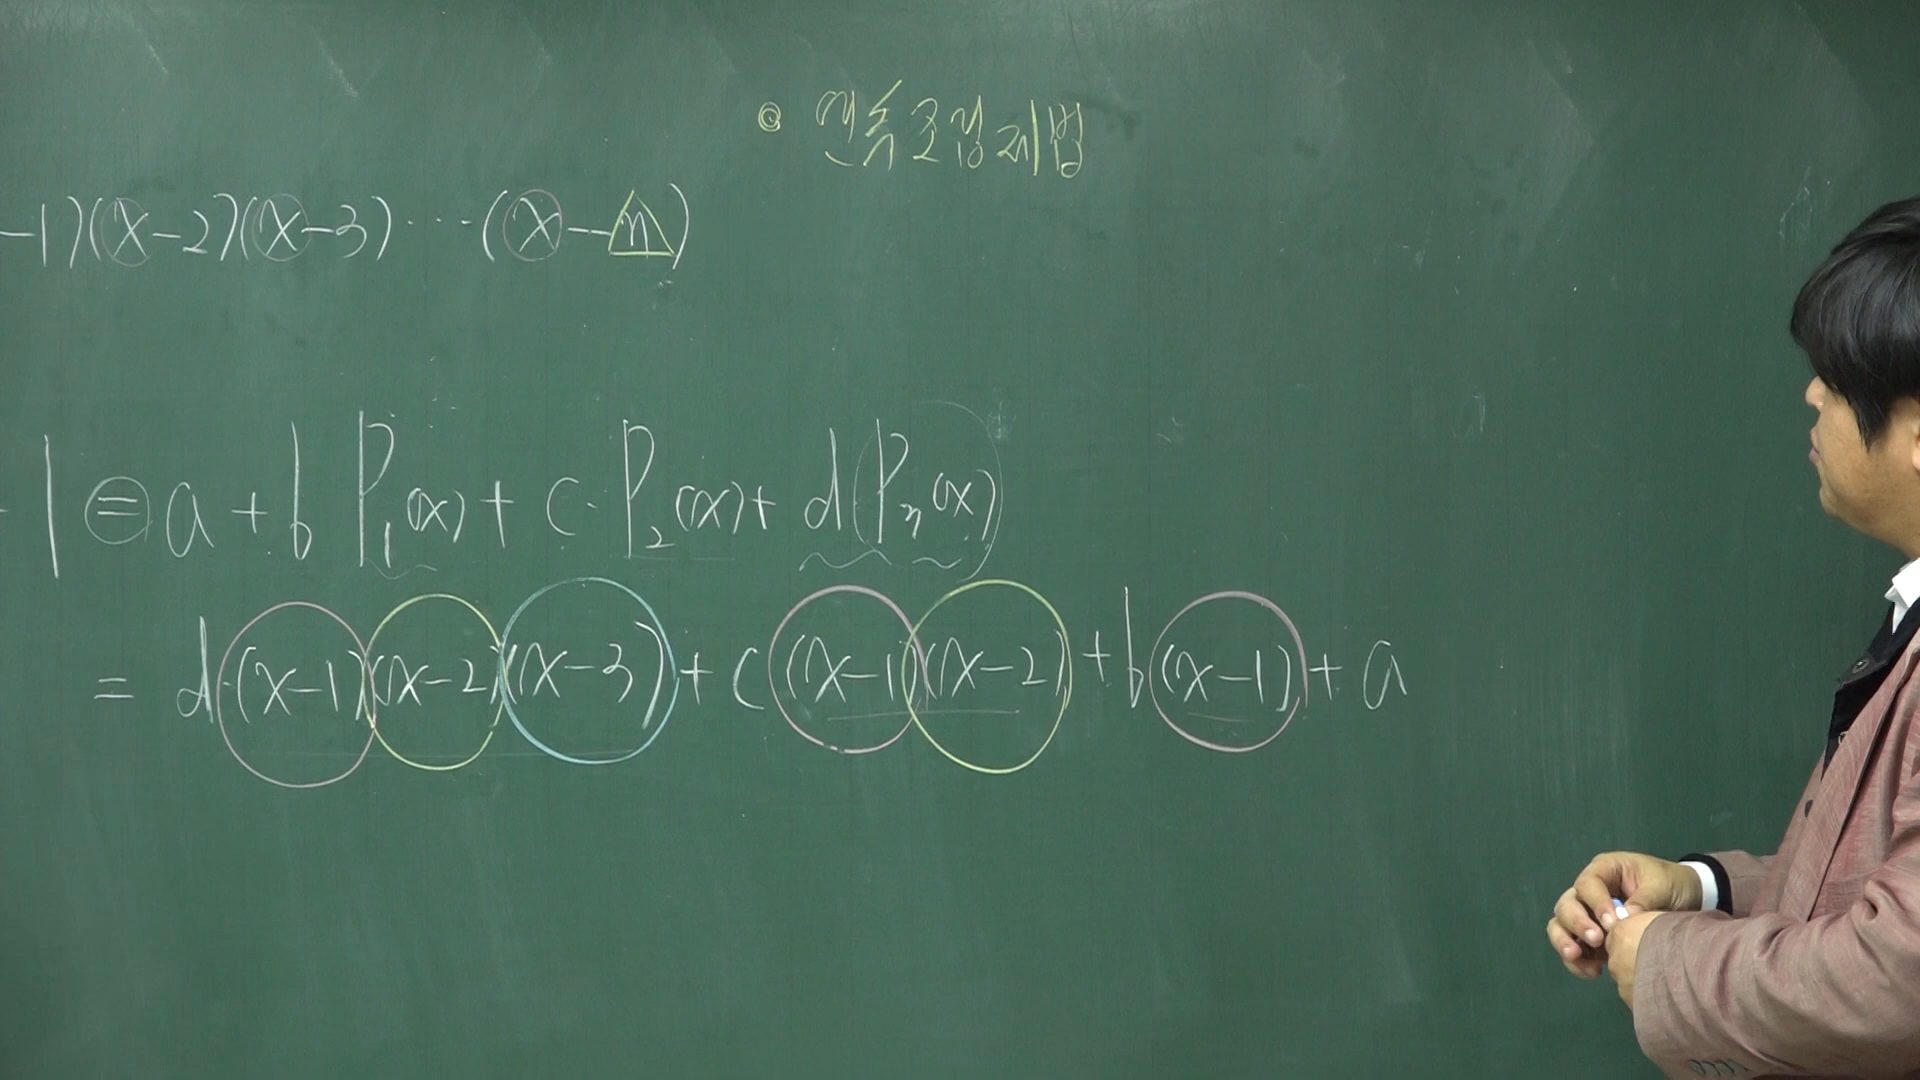 ◎ 연속조립제법
-1)(x-2)(x-3)⋯(x-n)
-1 = a + b P₁(x) + c·P₂(x) + d(P₃(x))
= d·(x-1)(x-2)(x-3) + c(x-1)(x-2) + b(x-1) + a